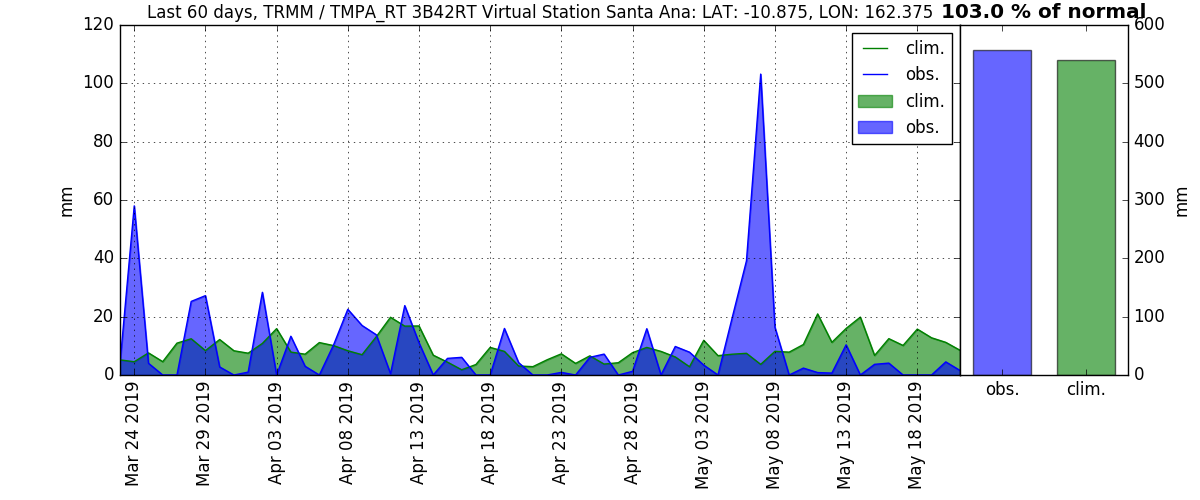 Last 60 days, TRMM / TMPA_RT 3B42RT Virtual Station Santa Ana: LAT: -10.875, LON: 162.375 103.0 % of normal
120
100
80
60
40
20
0
mm
clim.
obs.
clim.
obs.
600
500
400
300
200
100
0
mm
obs.
clim.
Mar 24 2019
Mar 29 2019
Apr 03 2019
Apr 08 2019
Apr 13 2019
Apr 18 2019
Apr 23 2019
Apr 28 2019
May 03 2019
May 08 2019
May 13 2019
May 18 2019